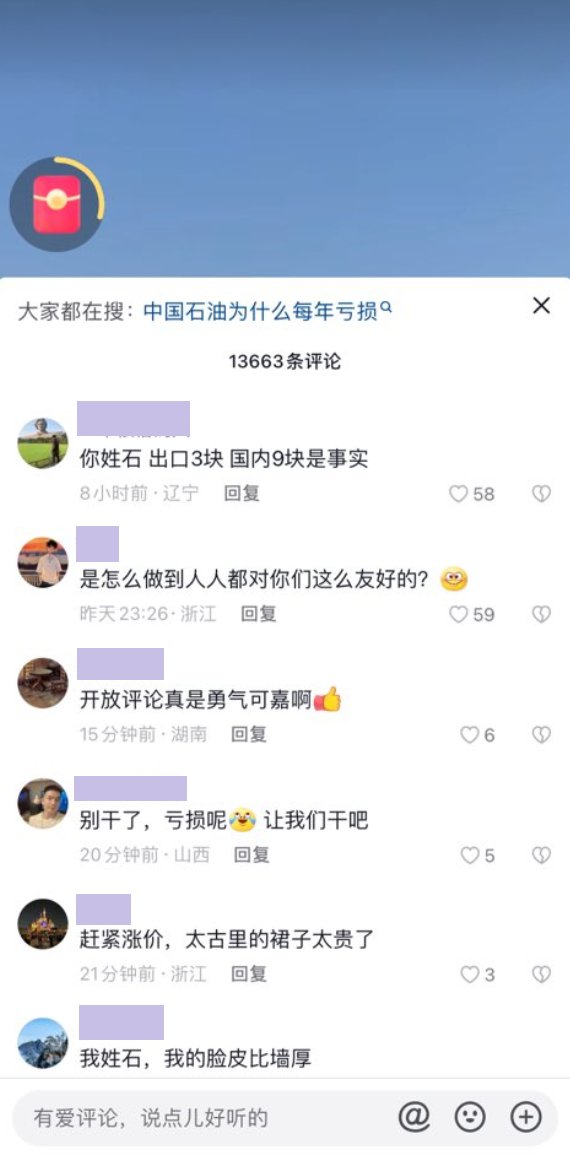 大家都在搜：中国石油为什么每年亏损
13663条评论
你姓石 出口3块 国内9块是事实
8小时前·辽宁 回复 58
是怎么做到人人都对你们这么友好的？
昨天23:26·浙江 回复 59
开放评论真是勇气可嘉啊
15分钟前·湖南 回复 6
别干了，亏损呢 让我们干吧
20分钟前·山西 回复 5
赶紧涨价，太古里的裙子太贵了
21分钟前·浙江 回复 3
我姓石，我的脸皮比墙厚
有爱评论，说点儿好听的 @